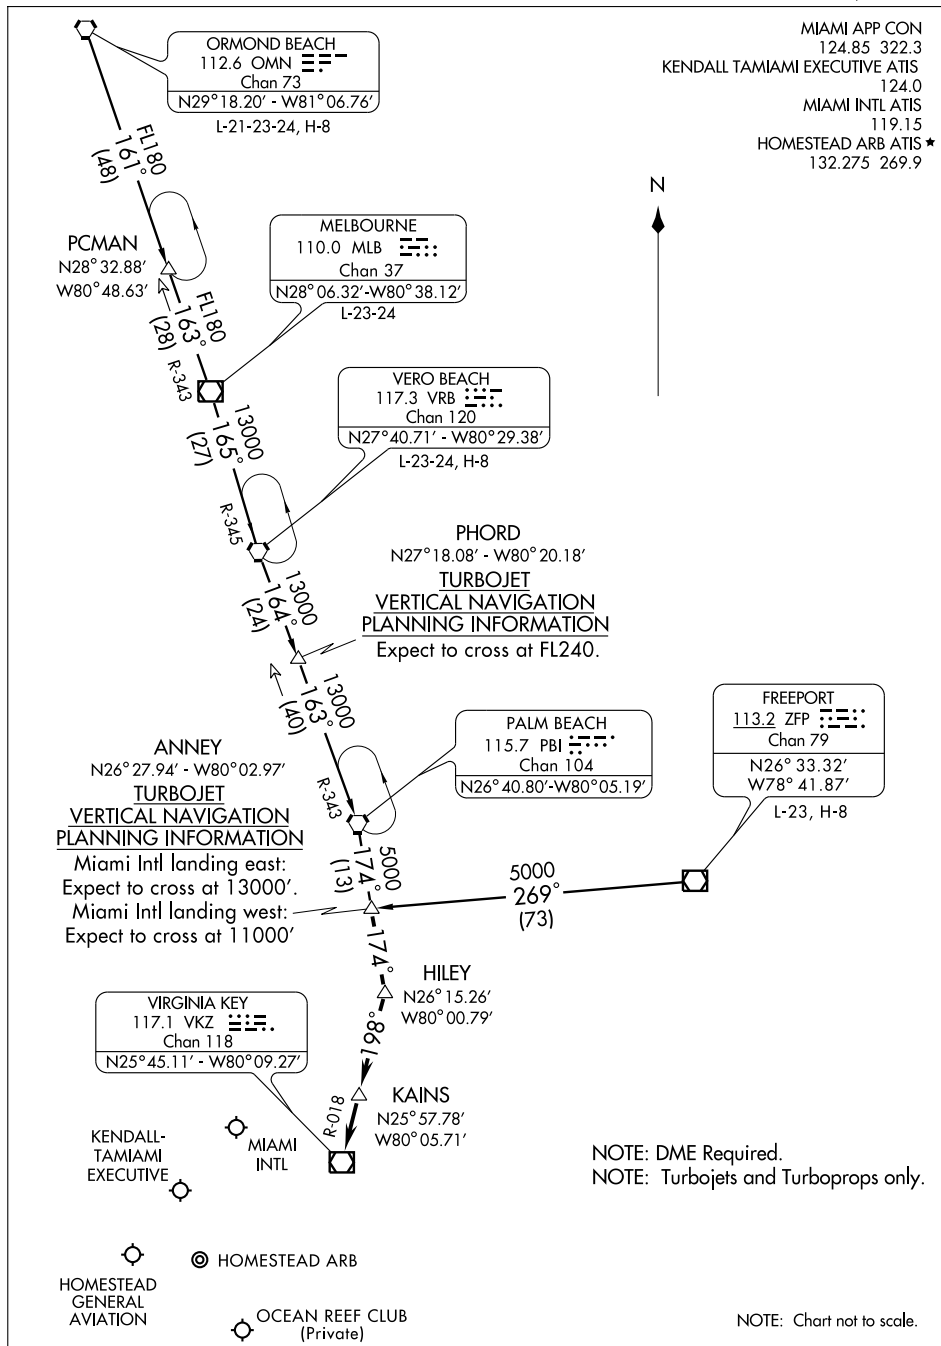 MIAMI APP CON
124.85 322.3
KENDALL TAMIAMI EXECUTIVE ATIS
124.0
MIAMI INTL ATIS
119.15
HOMESTEAD ARB ATIS ★
132.275 269.9
ORMOND BEACH
112.6 OMN
Chan 73
N29°18.20′ - W81°06.76′
L-21-23-24, H-8
FL180
161°
(48)
N
PCMAN
N28°32.88′
W80°48.63′
MELBOURNE
110.0 MLB
Chan 37
N28°06.32′-W80°38.12′
L-23-24
FL180
163°
(28)
R-343
VERO BEACH
117.3 VRB
Chan 120
N27°40.71′ - W80°29.38′
L-23-24, H-8
13000
165°
(27)
R-345
PHORD
N27°18.08′ - W80°20.18′
TURBOJET
VERTICAL NAVIGATION
PLANNING INFORMATION
Expect to cross at FL240.
13000
164°
(24)
13000
163°
(40)
R-343
FREEPORT
113.2 ZFP
Chan 79
N26° 33.32′
W78° 41.87′
L-23, H-8
PALM BEACH
115.7 PBI
Chan 104
N26°40.80′-W80°05.19′
ANNEY
N26°27.94′ - W80°02.97′
TURBOJET
VERTICAL NAVIGATION
PLANNING INFORMATION
Miami Intl landing east:
Expect to cross at 13000′.
Miami Intl landing west:
Expect to cross at 11000′
5000
174°
(13)
5000
269°
(73)
174°
HILEY
N26°15.26′
W80°00.79′
198°
VIRGINIA KEY
117.1 VKZ
Chan 118
N25°45.11′ - W80°09.27′
KAINS
N25°57.78′
W80°05.71′
R-018
KENDALL-
TAMIAMI
EXECUTIVE
MIAMI
INTL
NOTE: DME Required.
NOTE: Turbojets and Turboprops only.
HOMESTEAD ARB
HOMESTEAD
GENERAL
AVIATION
OCEAN REEF CLUB
(Private)
NOTE: Chart not to scale.